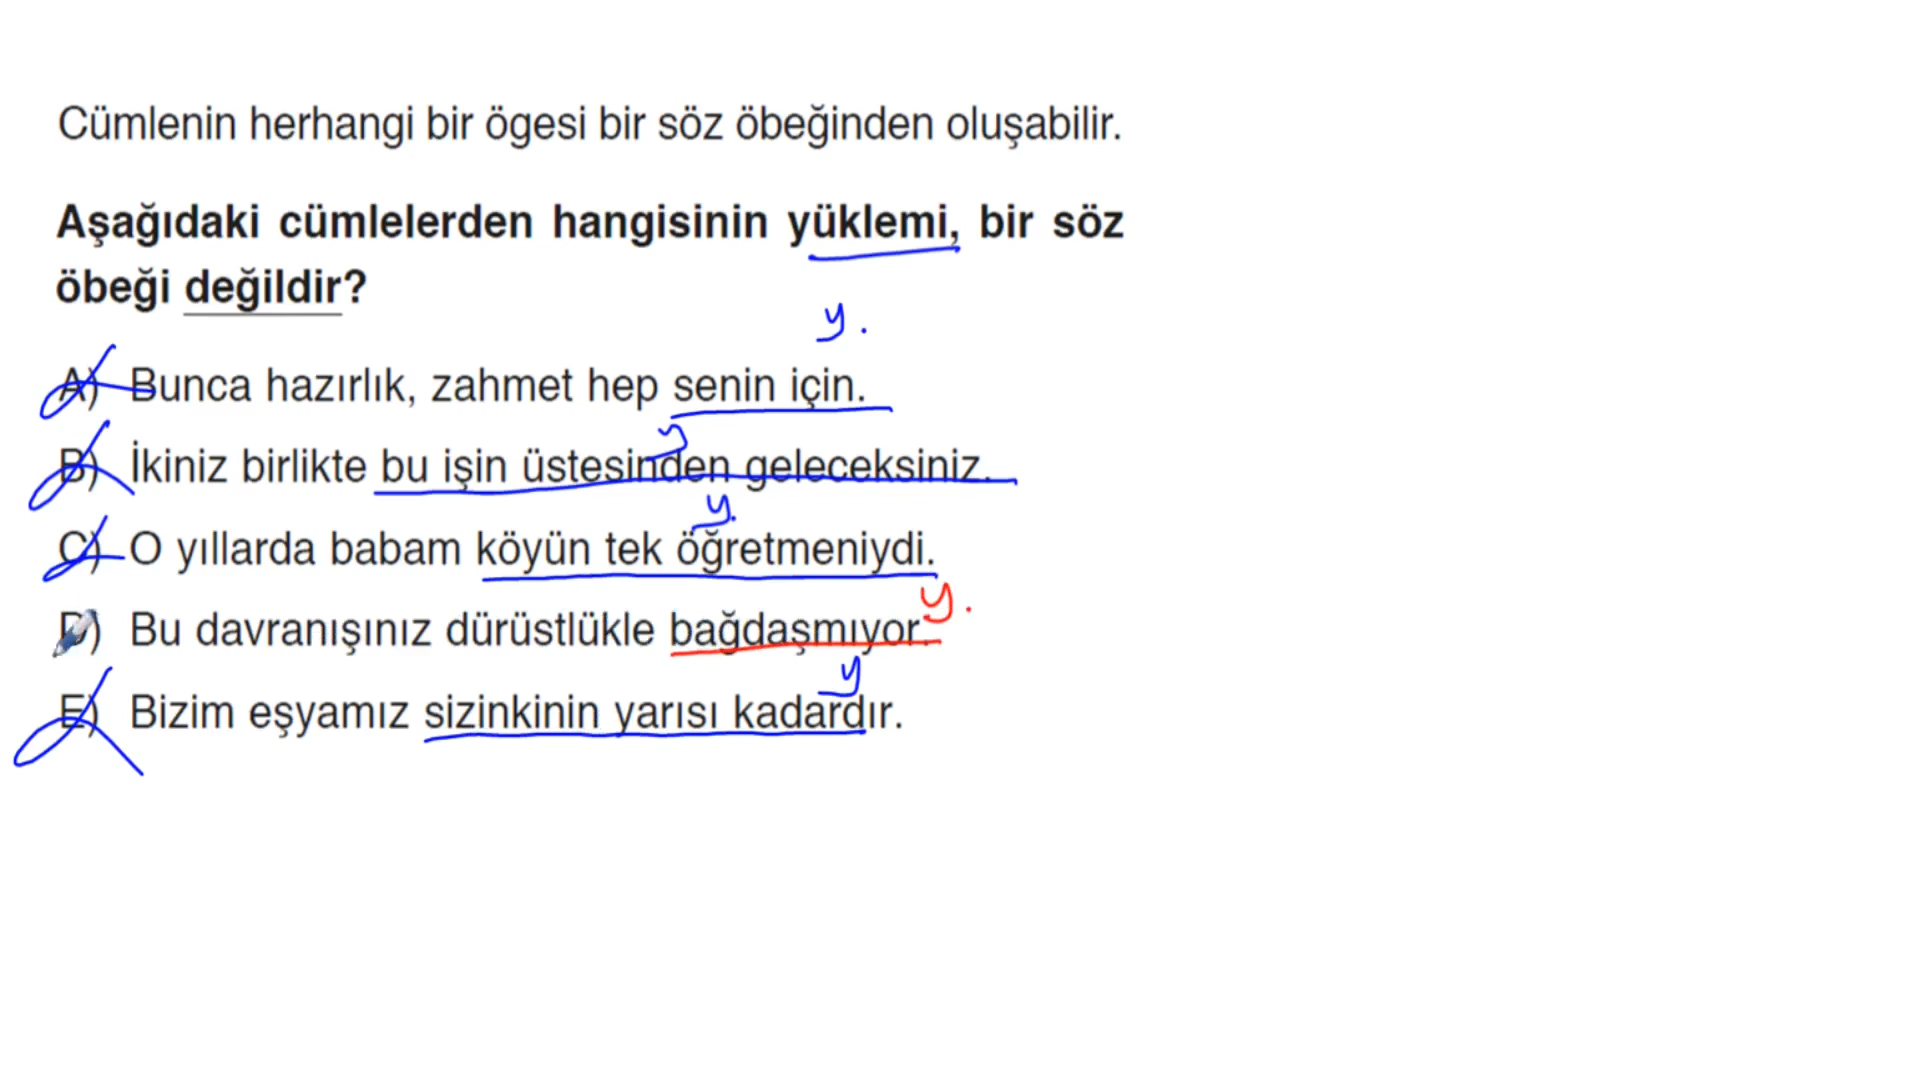 Cümlenin herhangi bir ögesi bir söz öbeğinden oluşabilir.
Aşağıdaki cümlelerden hangisinin yüklemi, bir söz
öbeği değildir?
y.
A) Bunca hazırlık, zahmet hep senin için.
y
B) İkiniz birlikte bu işin üstesinden geleceksiniz.
y.
C) O yıllarda babam köyün tek öğretmeniydi.
y.
D) Bu davranışınız dürüstlükle bağdaşmıyor.
y
E) Bizim eşyamız sizinkinin yarısı kadardır.